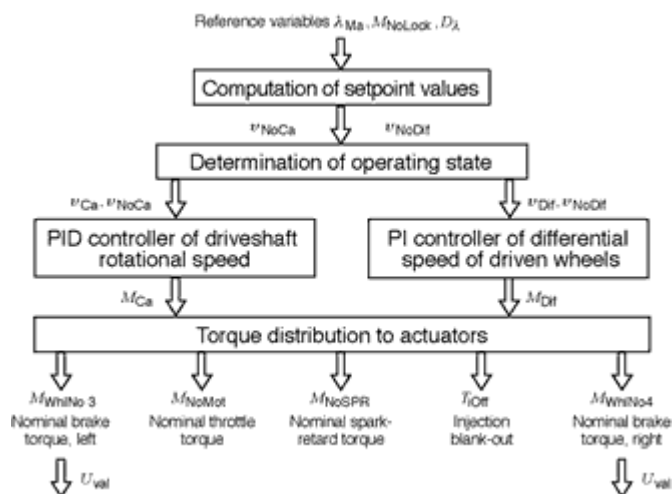 Reference variables λMa, MNoLock, Dλ
Computation of setpoint values
vNoCa vNoDif
Determination of operating state
vCa, vNoCa vDif, vNoDif
PID controller of driveshaft
rotational speed
PI controller of differential
speed of driven wheels
MCa MDif
Torque distribution to actuators
MWhlNo 3 MNoMot MNoSPR TiOff MWhlNo4
Nominal brake
torque, left
Nominal throttle
torque
Nominal spark-
retard torque
Injection
blank-out
Nominal brake
torque, right
Uval Uval